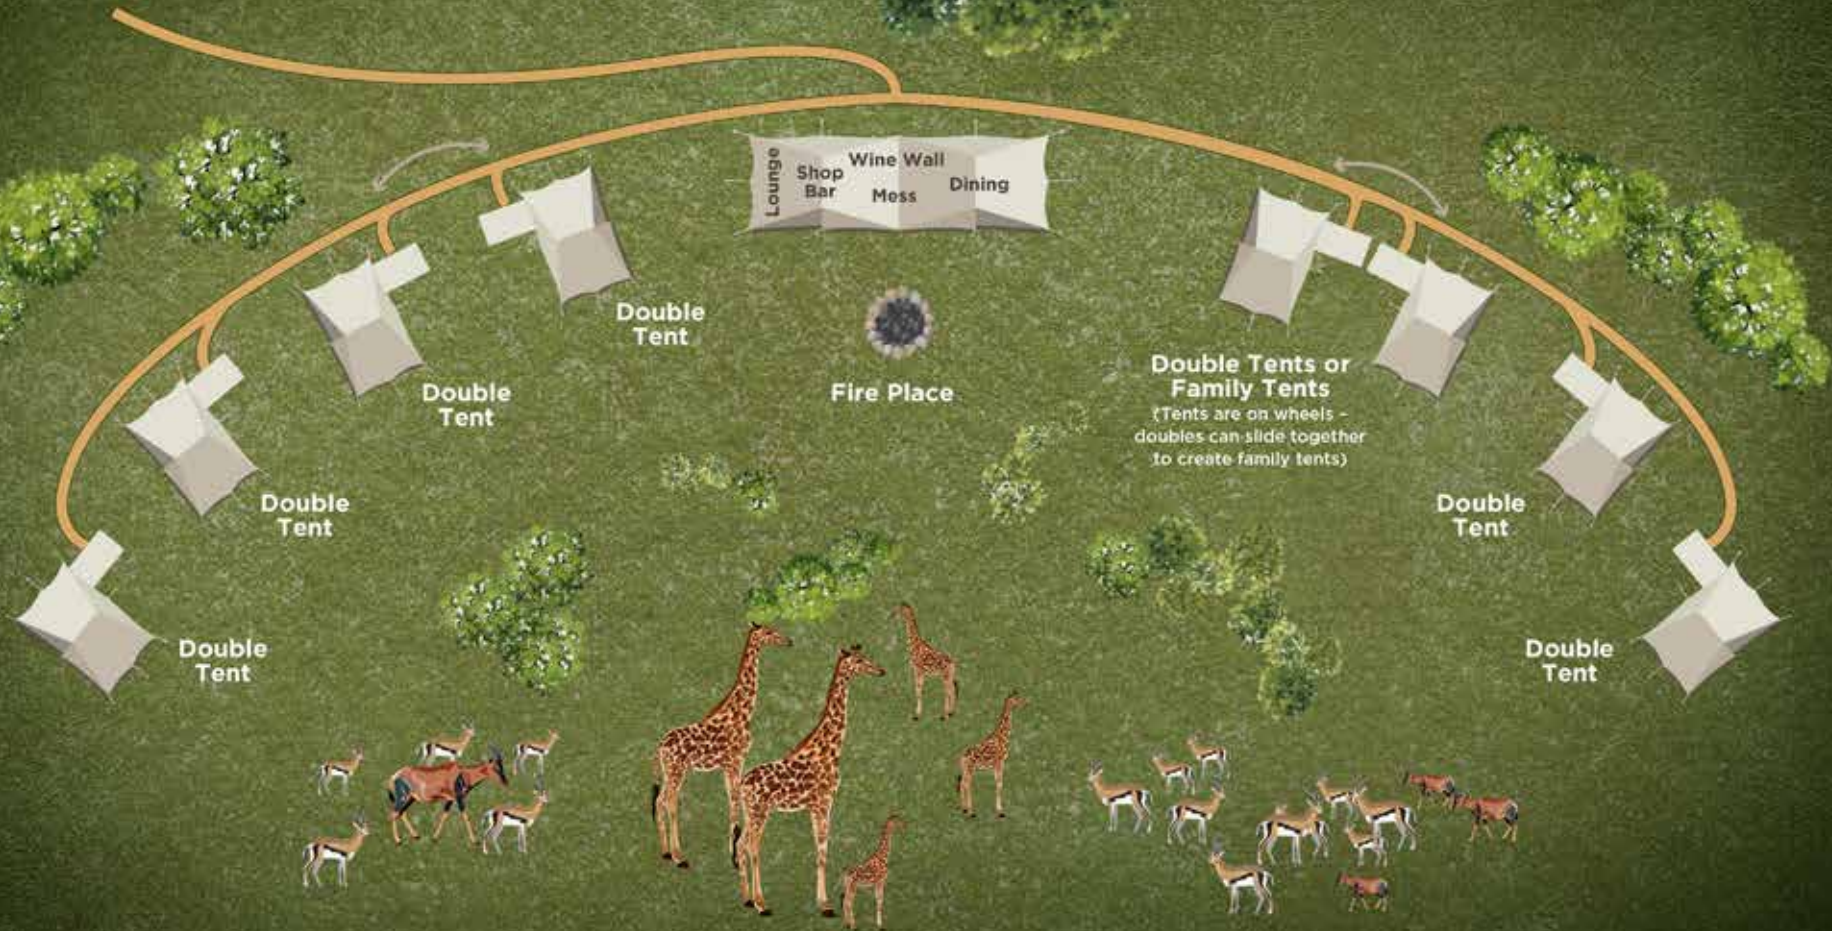 Lounge
Shop
Bar
Wine Wall
Mess
Dining
Double
Tent
Double
Tent
Double
Tent
Double
Tent
Fire Place
Double Tents or
Family Tents
(Tents are on wheels -
doubles can slide together
to create family tents)
Double
Tent
Double
Tent